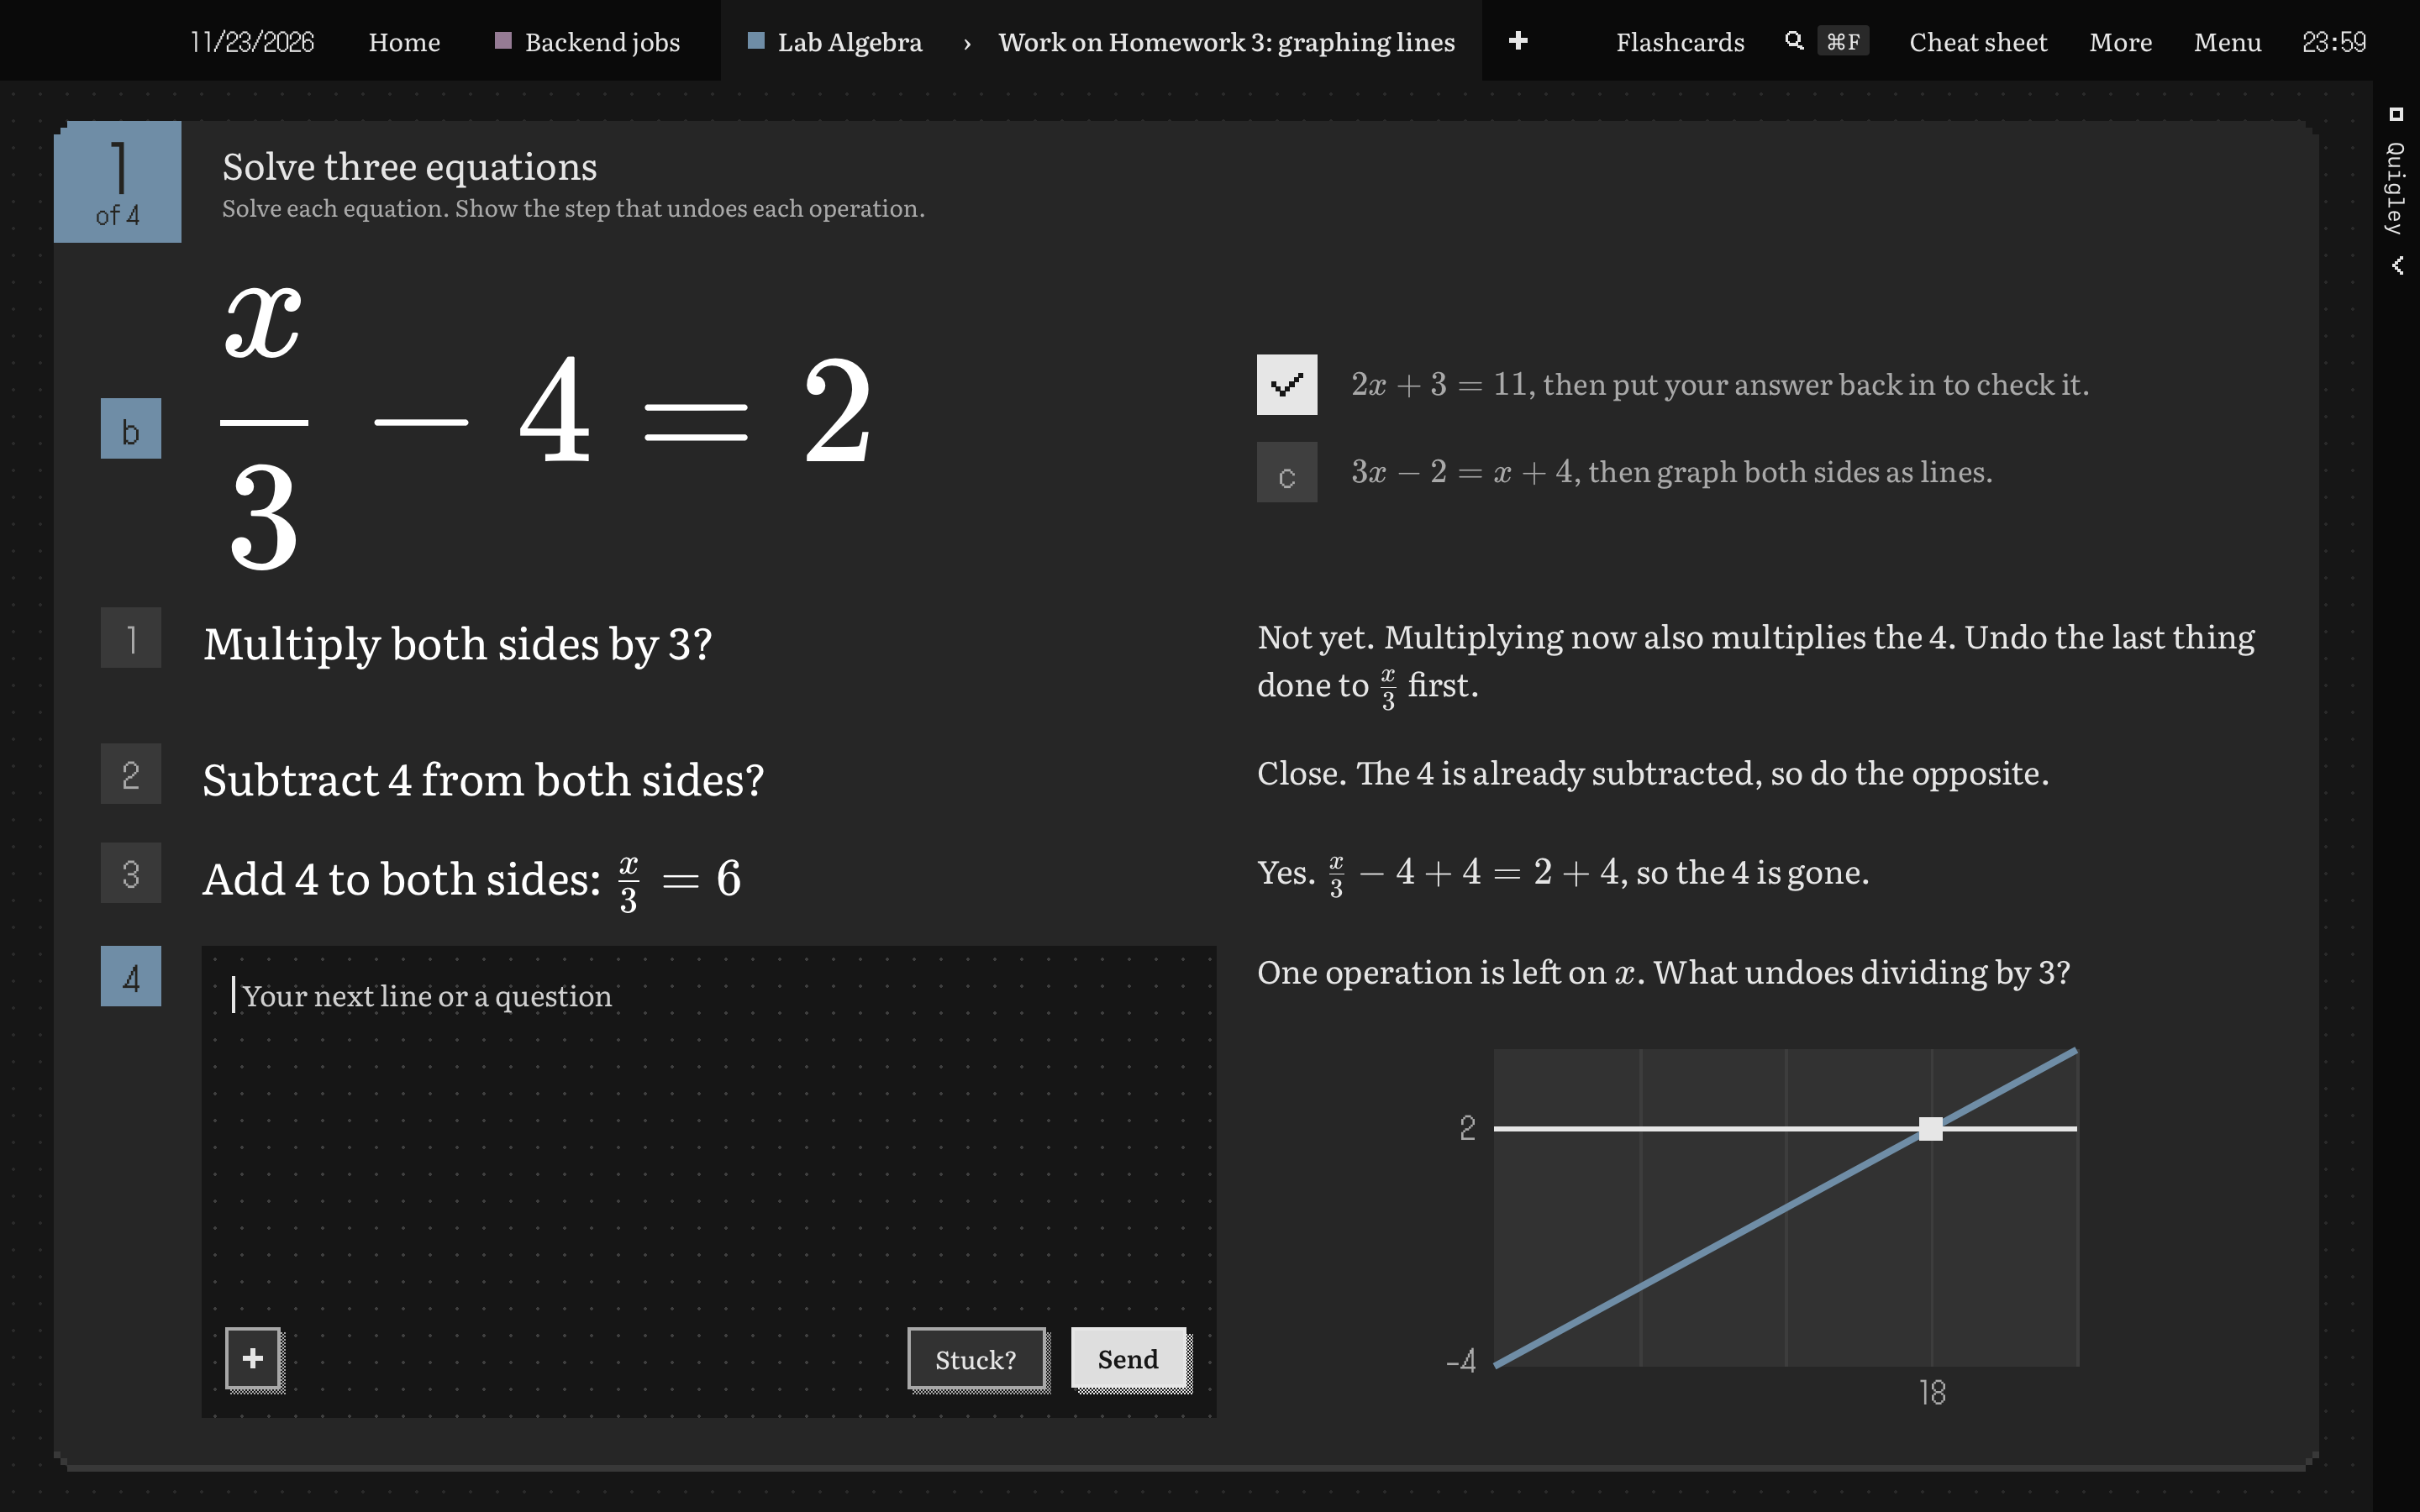 11/23/2026 Home Backend jobs Lab Algebra › Work on Homework 3: graphing lines + Flashcards ⌘F Cheat sheet More Menu 23:59
Quigley
1
of 4
Solve three equations
Solve each equation. Show the step that undoes each operation.
b x/3 − 4 = 2
2x + 3 = 11, then put your answer back in to check it.
c 3x − 2 = x + 4, then graph both sides as lines.
1 Multiply both sides by 3?
Not yet. Multiplying now also multiplies the 4. Undo the last thing
done to x/3 first.
2 Subtract 4 from both sides?
Close. The 4 is already subtracted, so do the opposite.
3 Add 4 to both sides: x/3 = 6
Yes. x/3 − 4 + 4 = 2 + 4, so the 4 is gone.
4 Your next line or a question
One operation is left on x. What undoes dividing by 3?
2
-4
18
+ Stuck? Send